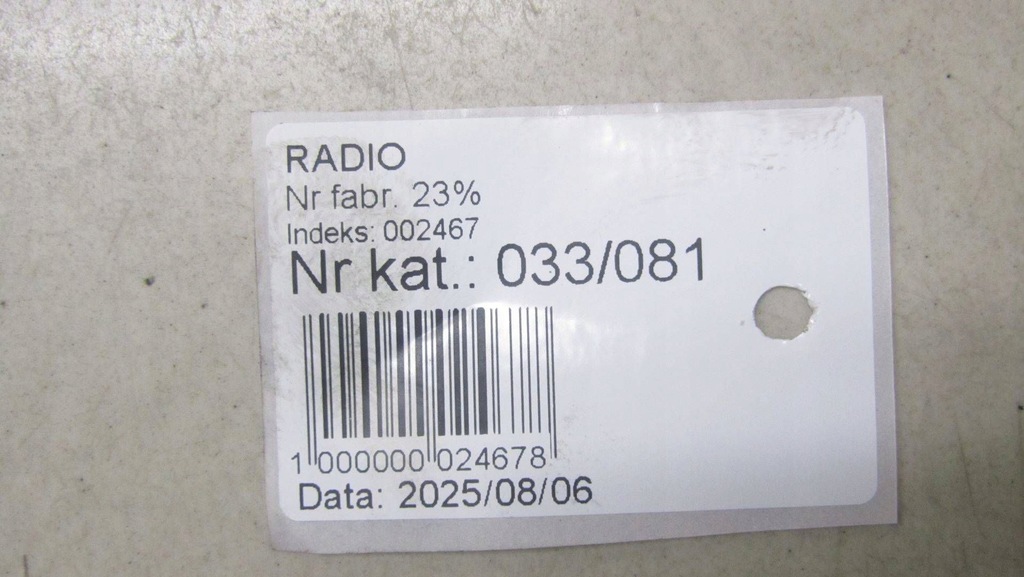 RADIO
Nr fabr. 23%
Indeks: 002467
Nr kat.: 033/081
1 000000 024678
Data: 2025/08/06